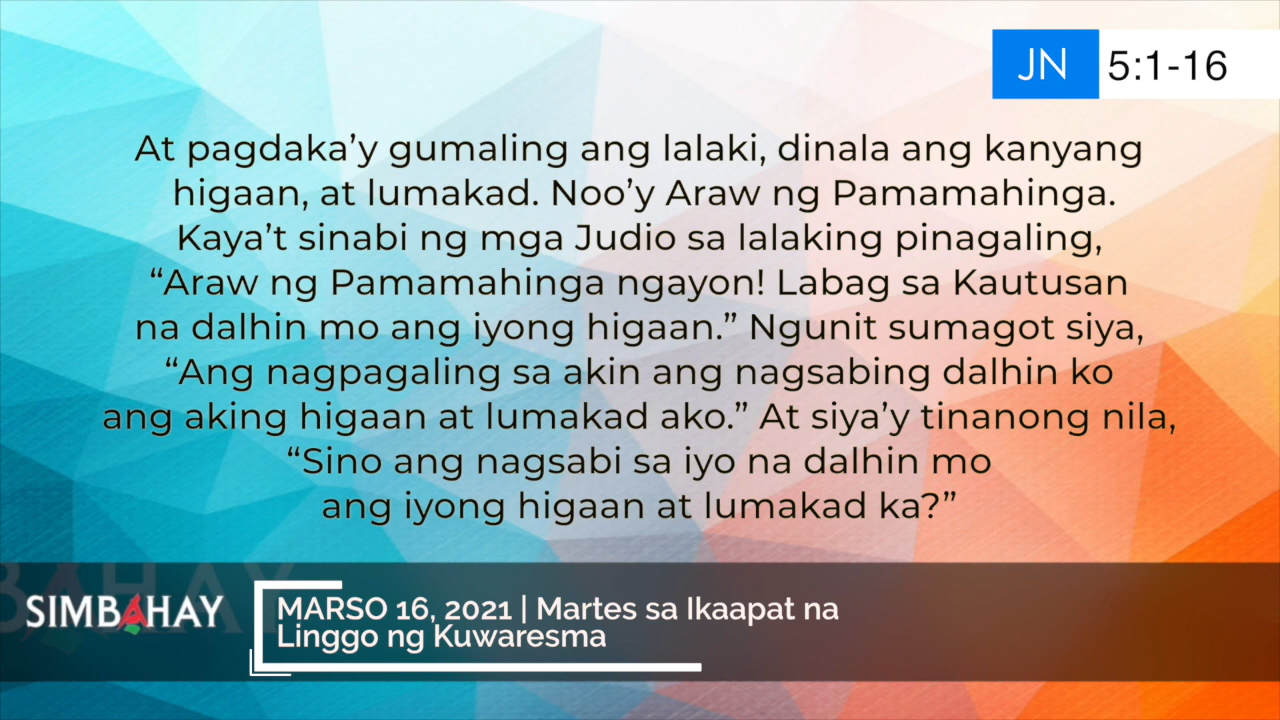 JN 5:1-16
At pagdaka’y gumaling ang lalaki, dinala ang kanyang
higaan, at lumakad. Noo’y Araw ng Pamamahinga.
Kaya’t sinabi ng mga Judio sa lalaking pinagaling,
“Araw ng Pamamahinga ngayon! Labag sa Kautusan
na dalhin mo ang iyong higaan.” Ngunit sumagot siya,
“Ang nagpagaling sa akin ang nagsabing dalhin ko
ang aking higaan at lumakad ako.” At siya’y tinanong nila,
“Sino ang nagsabi sa iyo na dalhin mo
ang iyong higaan at lumakad ka?”
SIMBAHAY
MARSO 16, 2021 | Martes sa Ikaapat na
Linggo ng Kuwaresma